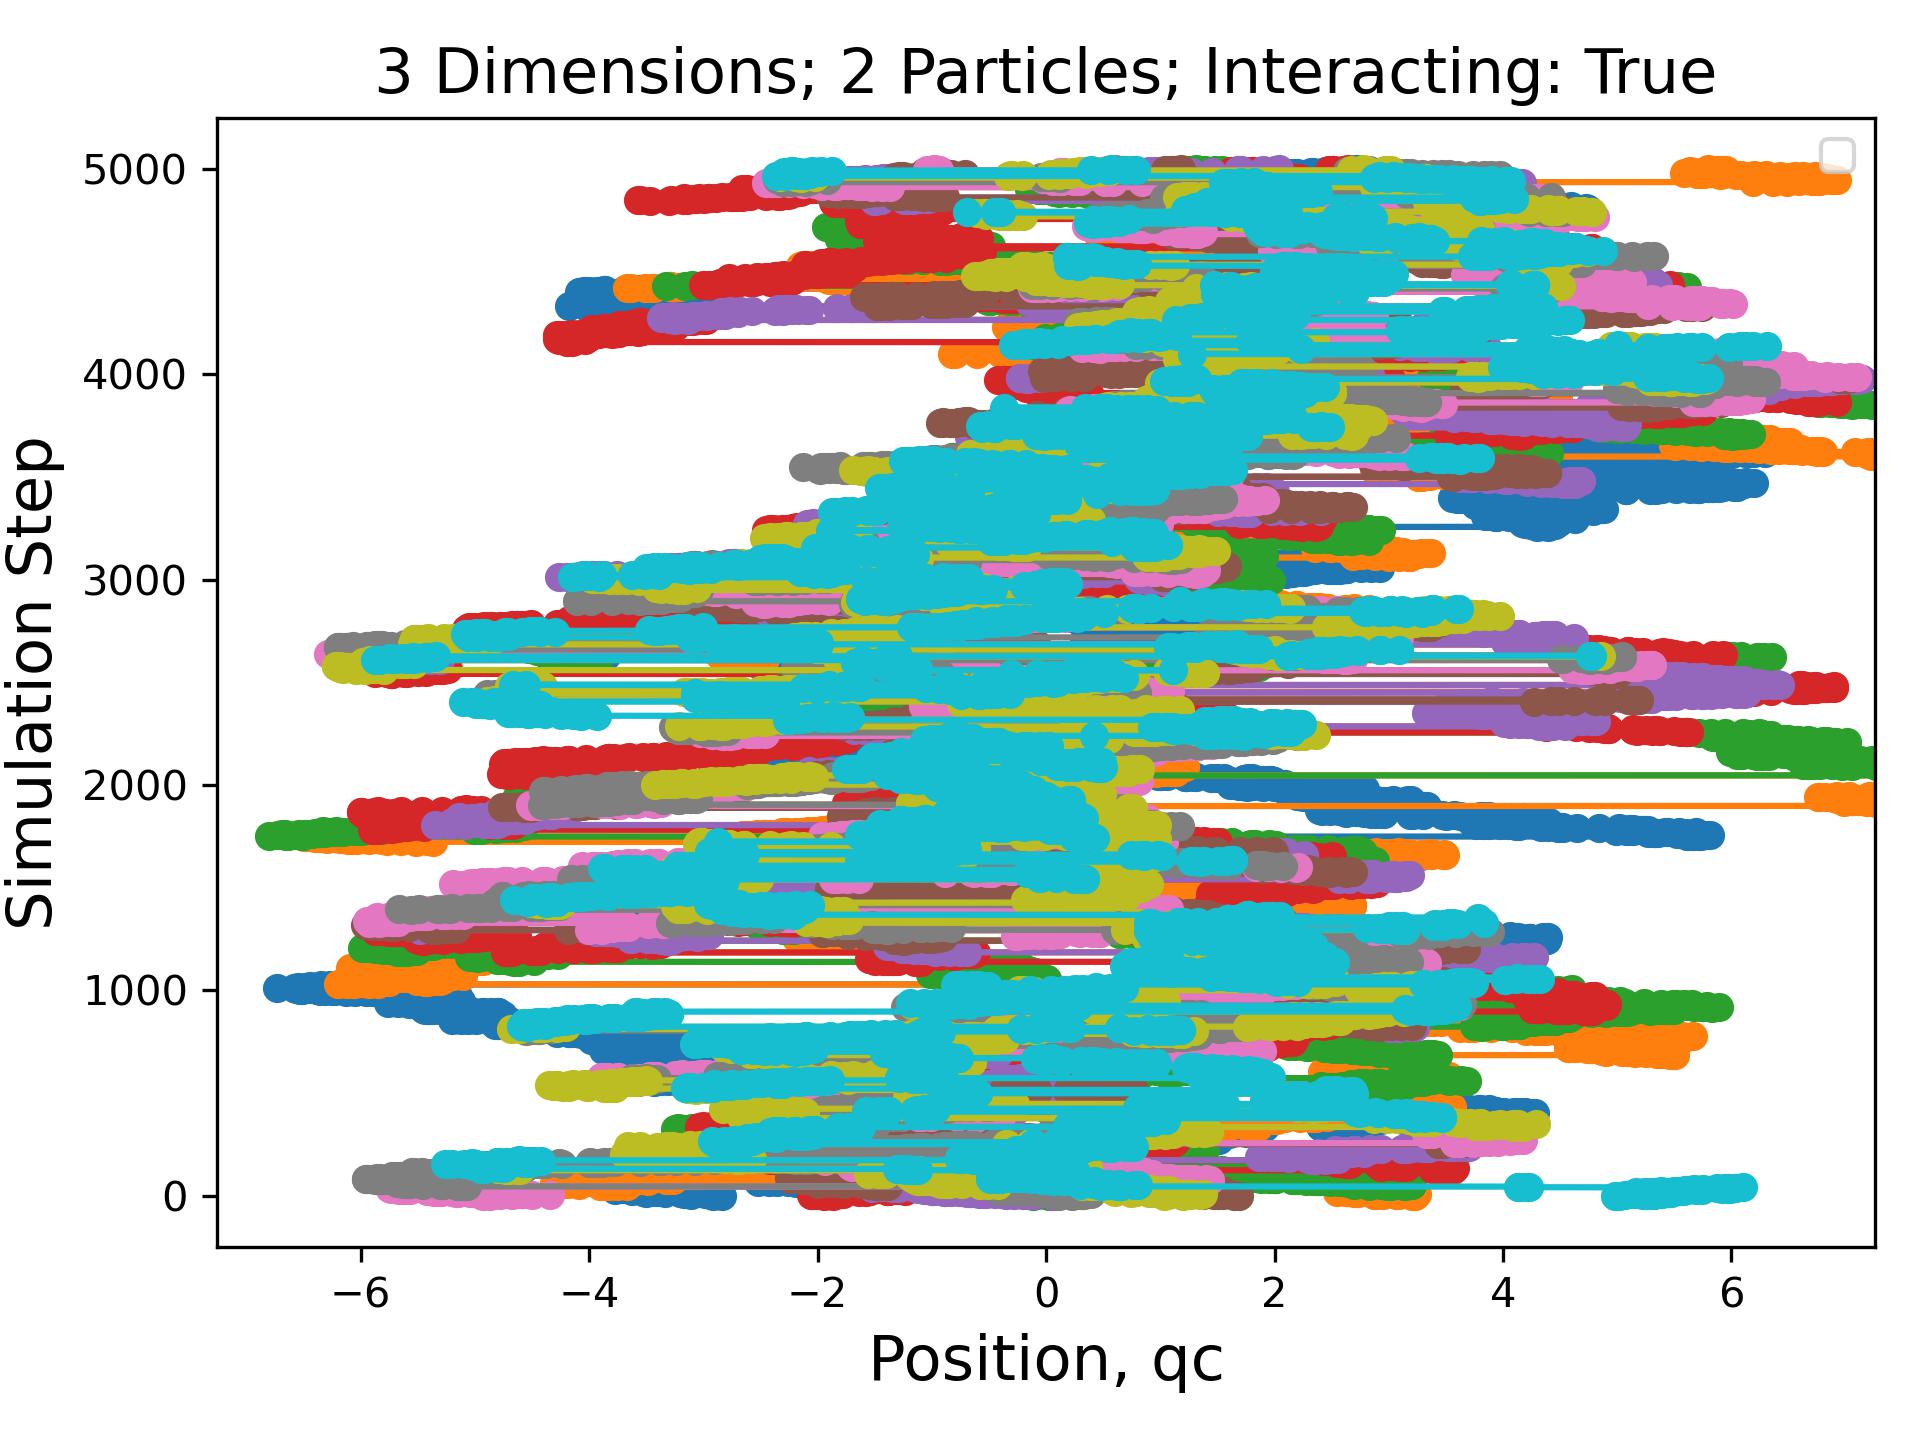 3 Dimensions; 2 Particles; Interacting: True
Simulation Step
5000
4000
3000
2000
1000
0
−6 −4 −2 0 2 4 6
Position, qc